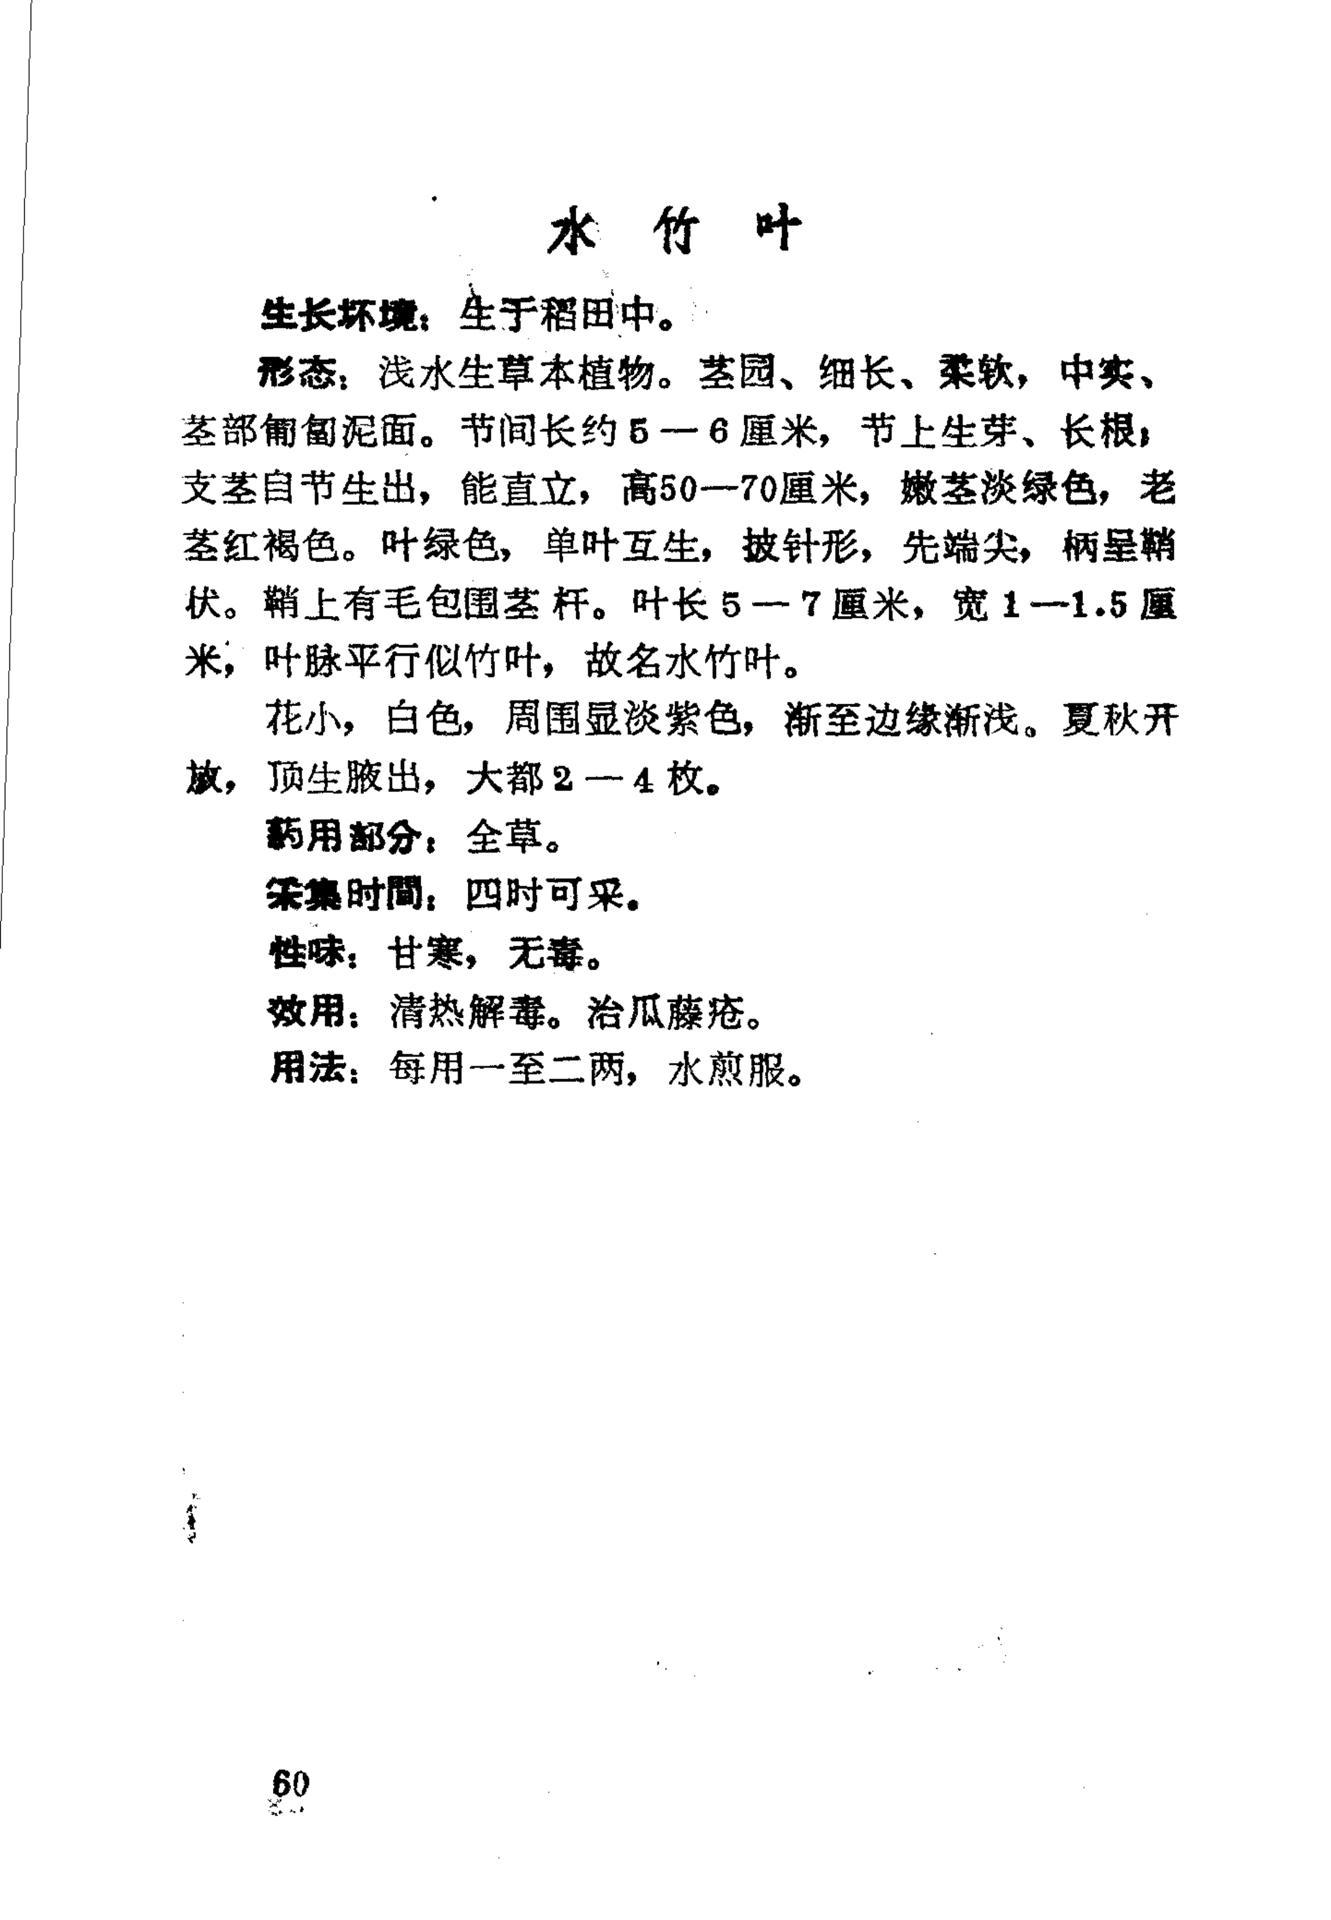 水竹叶
生长环境：生于稻田中。
形态：浅水生草本植物。茎园、细长、柔软，中实、
茎部匍匐泥面。节间长约5—6厘米，节上生芽、长根；
支茎自节生出，能直立，高50—70厘米，嫩茎淡绿色，老
茎红褐色。叶绿色，单叶互生，披针形，先端尖，柄呈鞘
状。鞘上有毛包围茎杆。叶长5—7厘米，宽1—1.5厘
米，叶脉平行似竹叶，故名水竹叶。
花小，白色，周围显淡紫色，渐至边缘渐浅。夏秋开
放，顶生腋出，大都2—4枚。
药用部分：全草。
采集时間：四时可采。
性味：甘寒，无毒。
效用：清热解毒。治瓜藤疮。
用法：每用一至二两，水煎服。
60